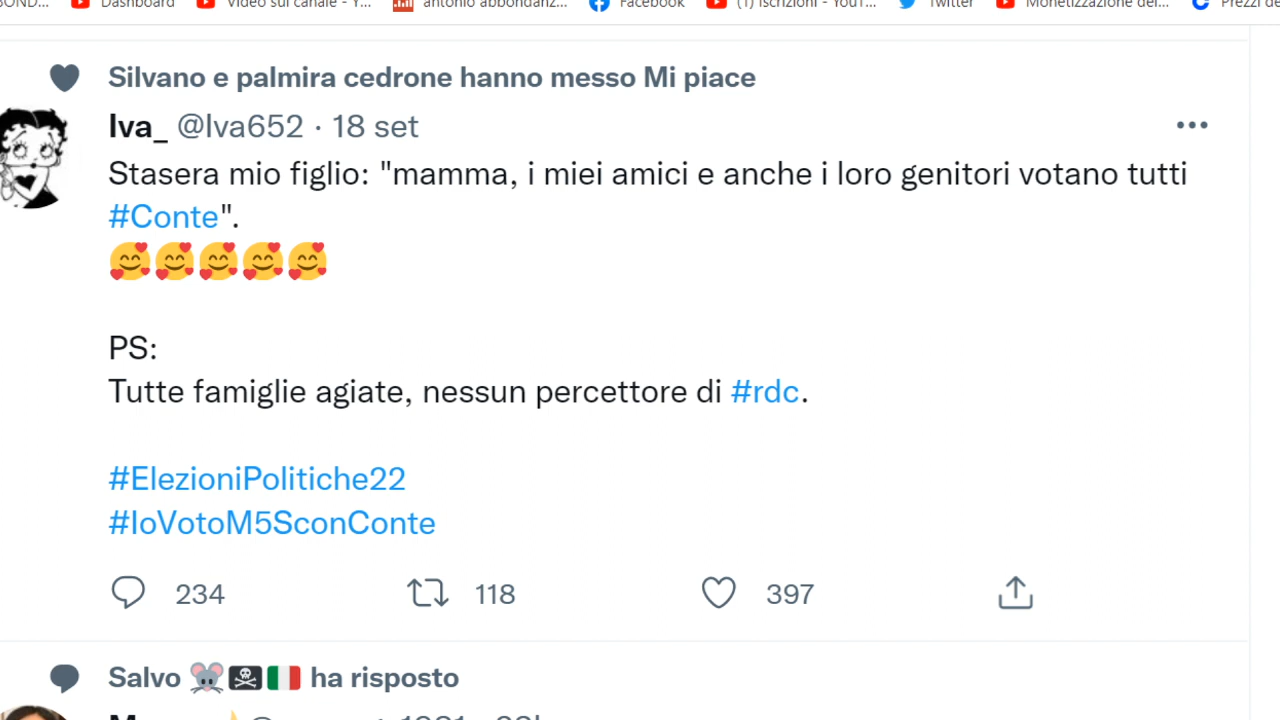 Dashboard
Video sul canale - Y...
antonio abbondanz...
Facebook
(1) Iscrizioni - YouT...
Twitter
Monetizzazione del...
Silvano e palmira cedrone hanno messo Mi piace
Iva_ @Iva652 · 18 set
Stasera mio figlio: "mamma, i miei amici e anche i loro genitori votano tutti
#Conte".
🥰🥰🥰🥰🥰
PS:
Tutte famiglie agiate, nessun percettore di #rdc.
#ElezioniPolitiche22
#IoVotoM5SconConte
234 118 397
Salvo 🐭🏴‍☠️🇮🇹 ha risposto